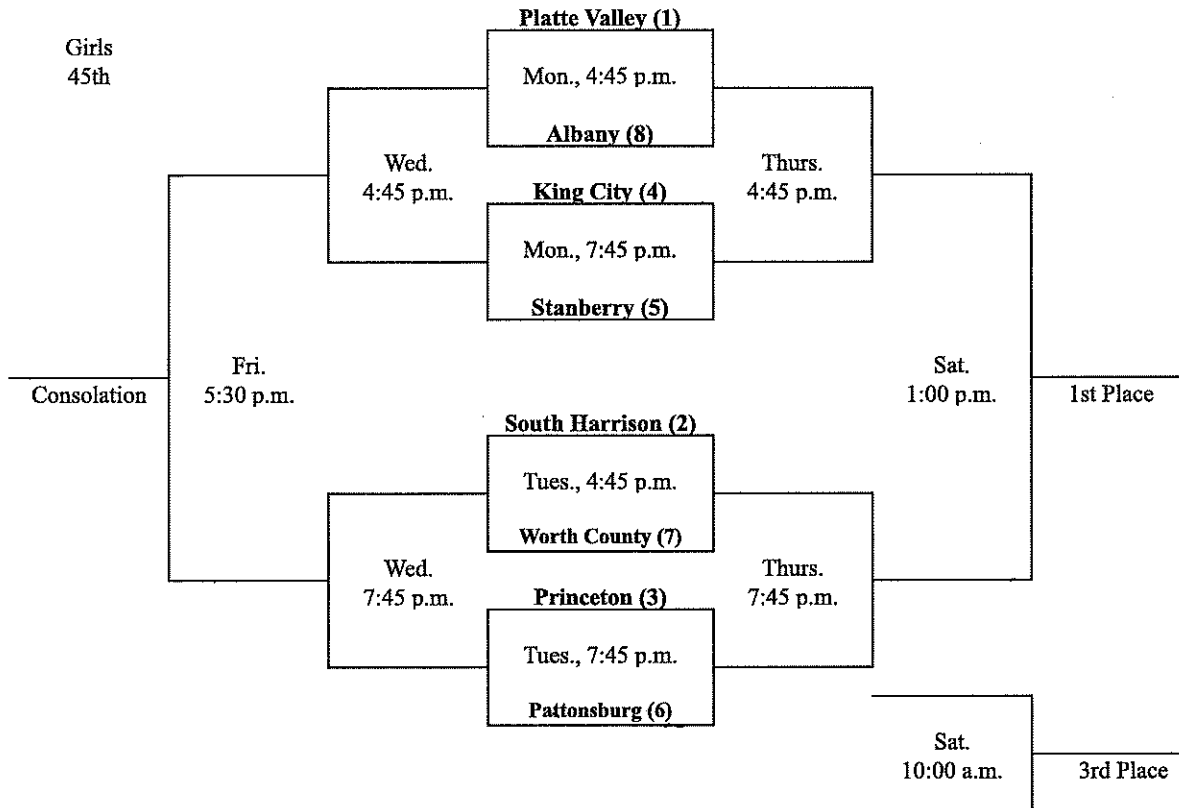 Girls
45th
Platte Valley (1)
Mon., 4:45 p.m.
Albany (8)
Wed.
4:45 p.m.
King City (4)
Thurs.
4:45 p.m.
Mon., 7:45 p.m.
Stanberry (5)
Consolation
Fri.
5:30 p.m.
Sat.
1:00 p.m.
1st Place
South Harrison (2)
Tues., 4:45 p.m.
Worth County (7)
Wed.
7:45 p.m.
Princeton (3)
Thurs.
7:45 p.m.
Tues., 7:45 p.m.
Pattonsburg (6)
Sat.
10:00 a.m.
3rd Place